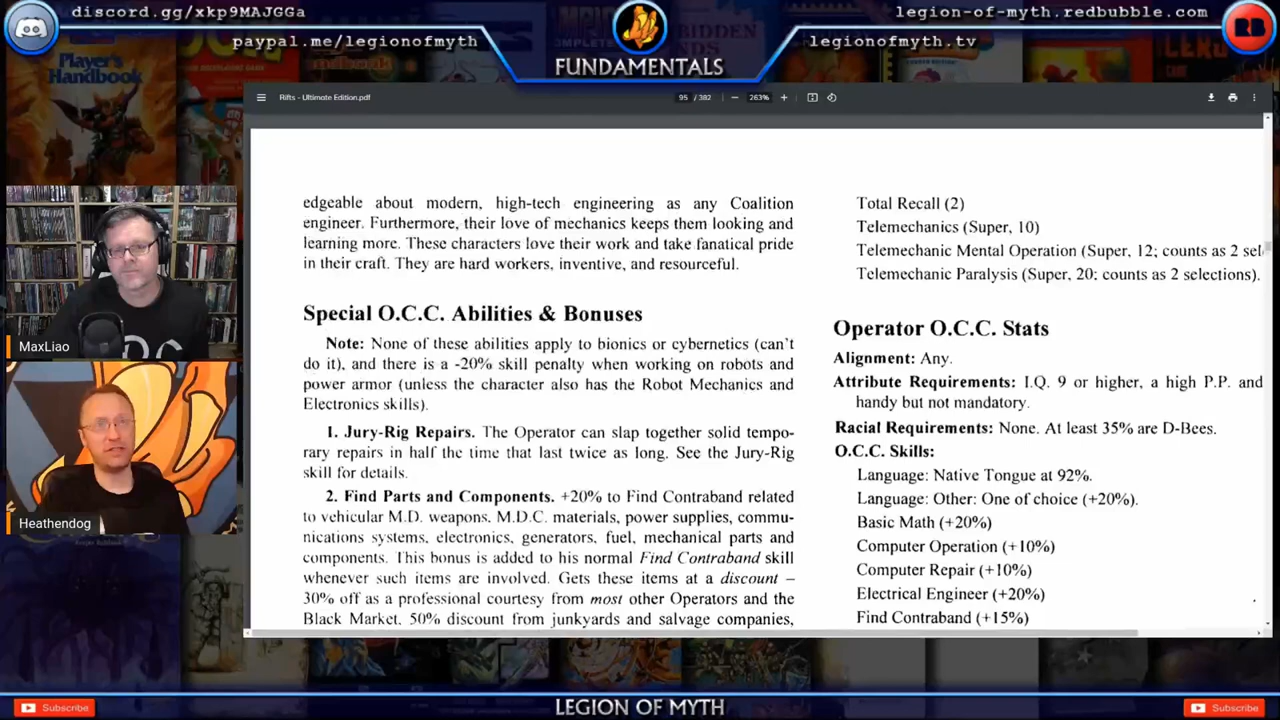 discord.gg/xkp9MAJGGa
legion-of-myth.redbubble.com
paypal.me/legionofmyth
legionofmyth.tv
FUNDAMENTALS
RB
Player's
Handbook
Rifts - Ultimate Edition.pdf
95 / 382
263%
edgeable about modern, high-tech engineering as any Coalition
engineer. Furthermore, their love of mechanics keeps them looking and
learning more. These characters love their work and take fanatical pride
in their craft. They are hard workers, inventive, and resourceful.
Special O.C.C. Abilities & Bonuses
Note: None of these abilities apply to bionics or cybernetics (can't
do it), and there is a -20% skill penalty when working on robots and
power armor (unless the character also has the Robot Mechanics and
Electronics skills).
1. Jury-Rig Repairs. The Operator can slap together solid tempo-
rary repairs in half the time that last twice as long. See the Jury-Rig
skill for details.
2. Find Parts and Components. +20% to Find Contraband related
to vehicular M.D. weapons. M.D.C. materials, power supplies, commu-
nications systems, electronics, generators, fuel, mechanical parts and
components. This bonus is added to his normal Find Contraband skill
whenever such items are involved. Gets these items at a discount –
30% off as a professional courtesy from most other Operators and the
Black Market. 50% discount from junkyards and salvage companies,
Total Recall (2)
Telemechanics (Super, 10)
Telemechanic Mental Operation (Super, 12; counts as 2 sel
Telemechanic Paralysis (Super, 20; counts as 2 selections).
Operator O.C.C. Stats
Alignment: Any.
Attribute Requirements: I.Q. 9 or higher, a high P.P. and
handy but not mandatory.
Racial Requirements: None. At least 35% are D-Bees.
O.C.C. Skills:
Language: Native Tongue at 92%.
Language: Other: One of choice (+20%).
Basic Math (+20%)
Computer Operation (+10%)
Computer Repair (+10%)
Electrical Engineer (+20%)
Find Contraband (+15%)
MaxLiao
Heathendog
Subscribe
LEGION OF MYTH
Subscribe